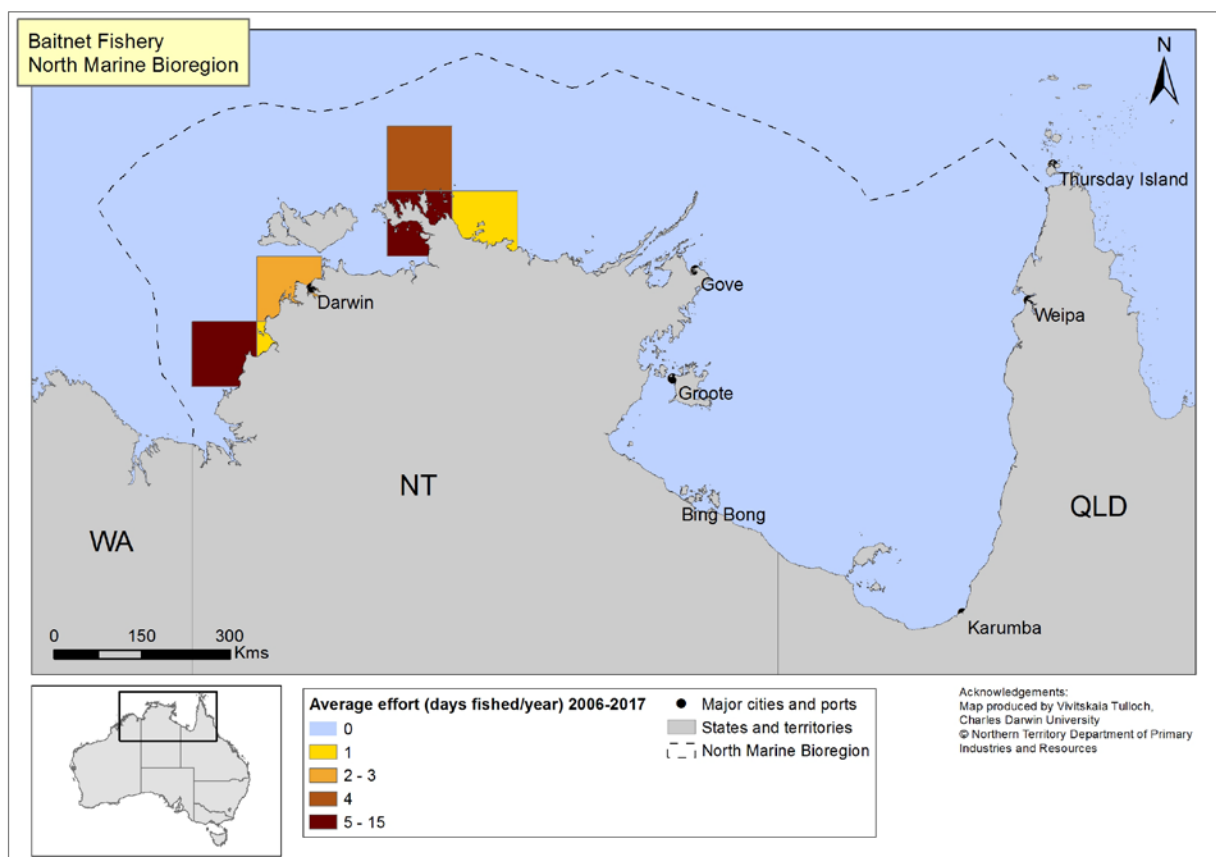 Baitnet Fishery
North Marine Bioregion
N
Thursday Island
Darwin
Gove
Weipa
Groote
NT
Bing Bong
QLD
WA
Karumba
0 150 300
Kms
Average effort (days fished/year) 2006-2017
0
1
2 - 3
4
5 - 15
Major cities and ports
States and territories
North Marine Bioregion
Acknowledgements:
Map produced by Vivitskaia Tulloch,
Charles Darwin University
© Northern Territory Department of Primary
Industries and Resources